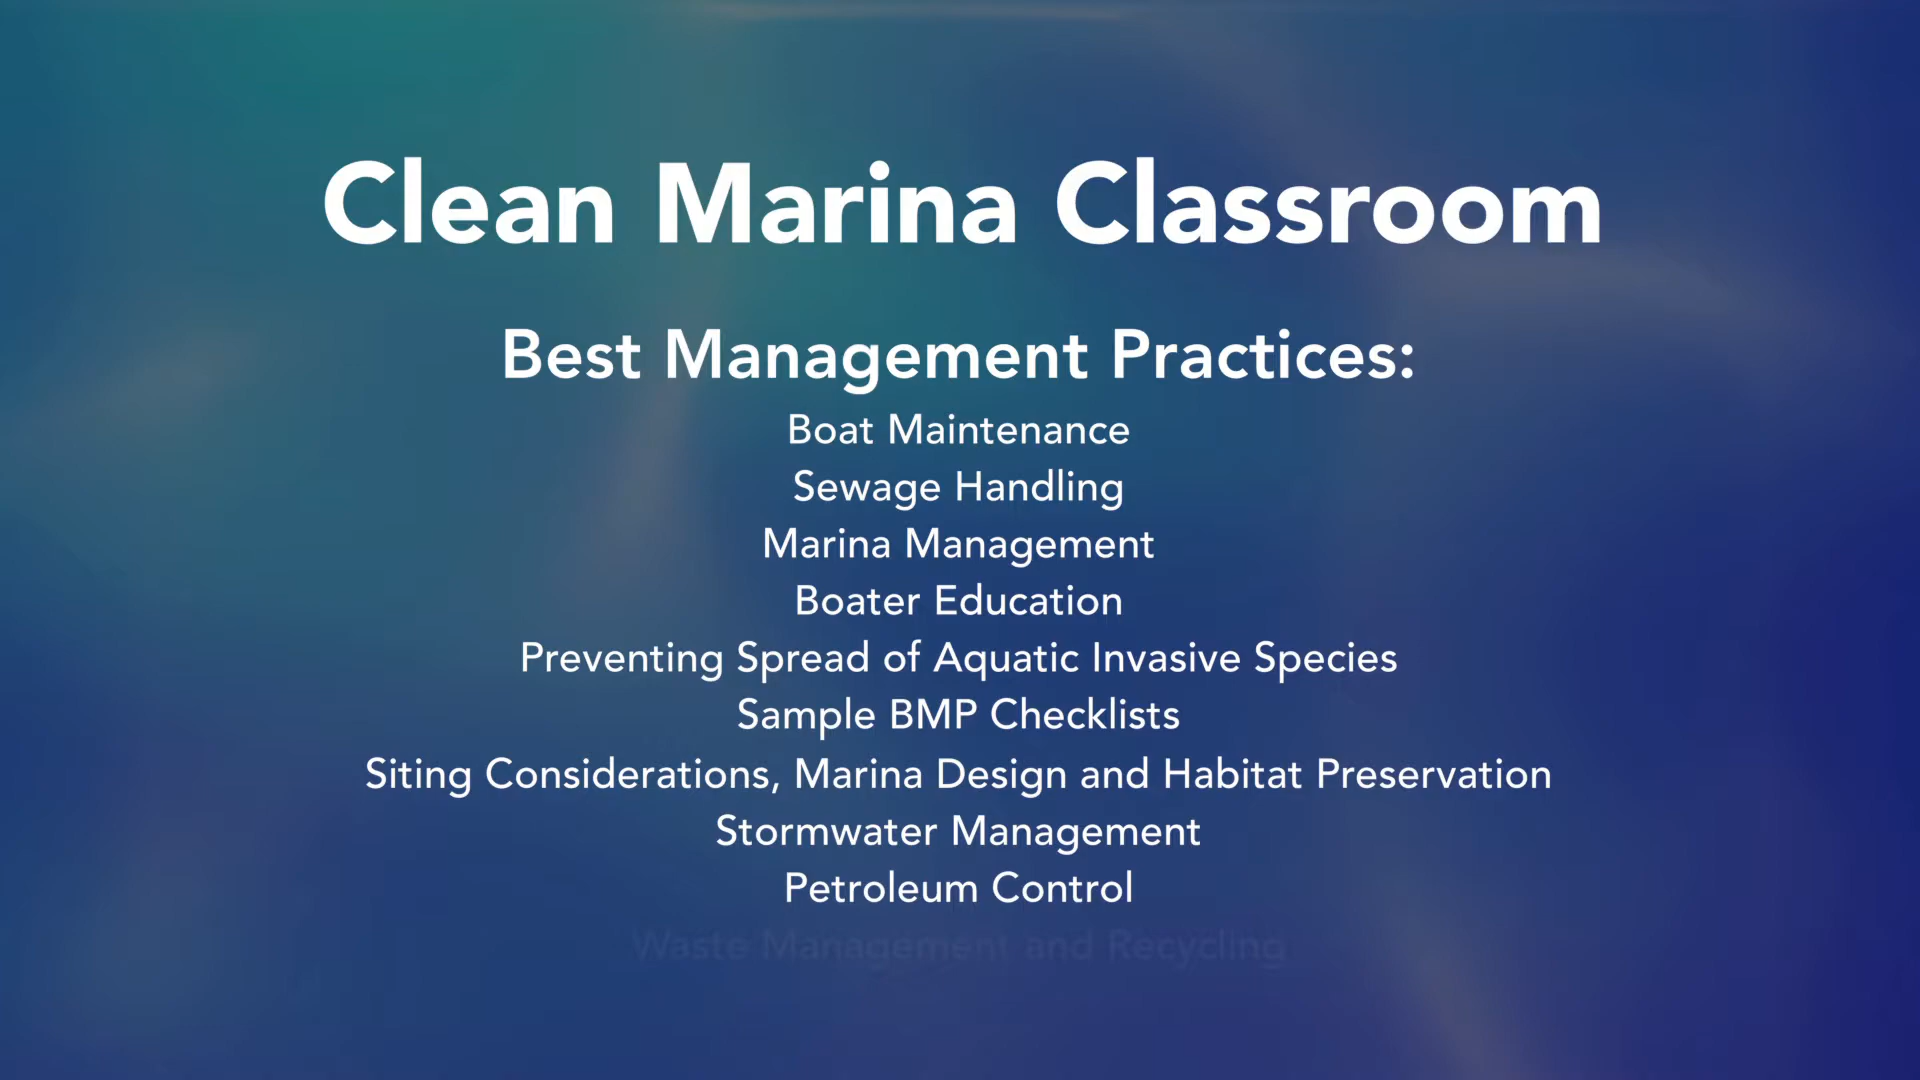 Clean Marina Classroom
Best Management Practices:
Boat Maintenance
Sewage Handling
Marina Management
Boater Education
Preventing Spread of Aquatic Invasive Species
Sample BMP Checklists
Siting Considerations, Marina Design and Habitat Preservation
Stormwater Management
Petroleum Control
Waste Management and Recycling